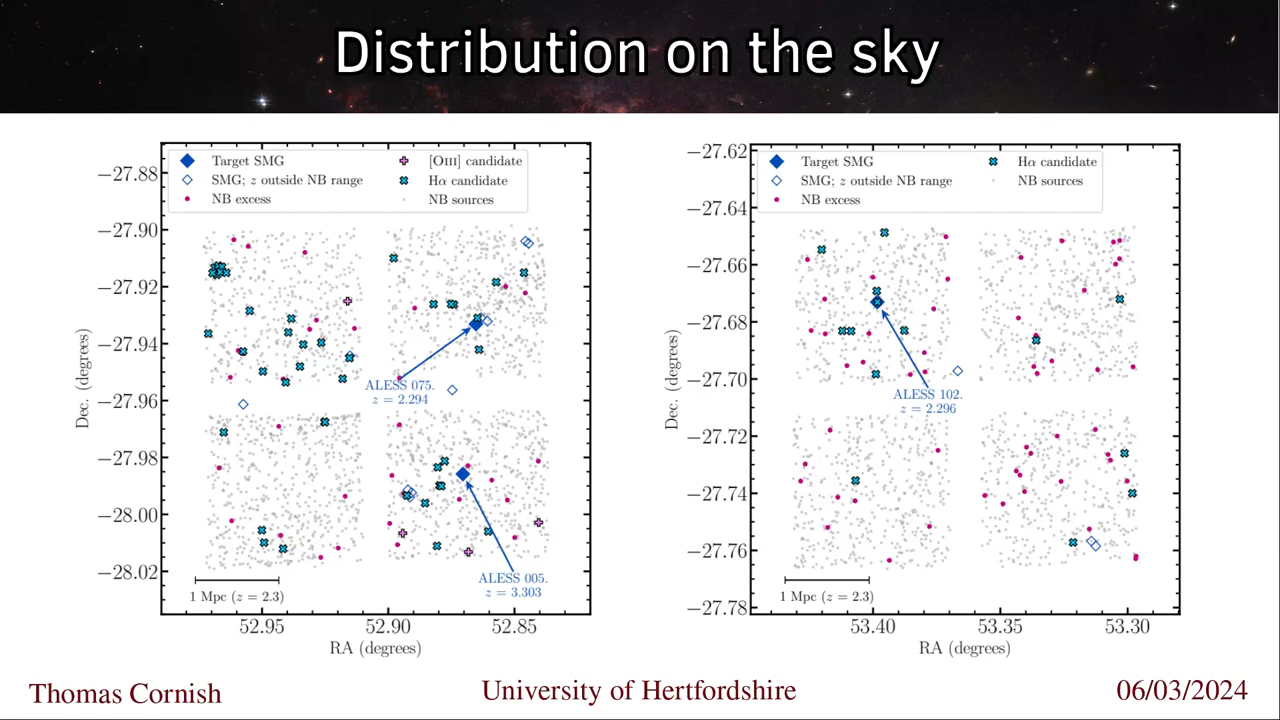 Distribution on the sky
Target SMG
SMG; z outside NB range
NB excess
[OIII] candidate
Hα candidate
NB sources
−27.88
−27.90
−27.92
−27.94
−27.96
−27.98
−28.00
−28.02
Dec. (degrees)
ALESS 075.
z = 2.294
ALESS 005.
z = 3.303
1 Mpc (z = 2.3)
52.95 52.90 52.85
RA (degrees)
Target SMG
SMG; z outside NB range
NB excess
Hα candidate
NB sources
−27.62
−27.64
−27.66
−27.68
−27.70
−27.72
−27.74
−27.76
−27.78
Dec. (degrees)
ALESS 102.
z = 2.296
1 Mpc (z = 2.3)
53.40 53.35 53.30
RA (degrees)
Thomas Cornish
University of Hertfordshire
06/03/2024